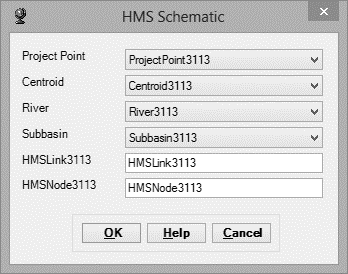 HMS Schematic
Project Point ProjectPoint3113
Centroid Centroid3113
River River3113
Subbasin Subbasin3113
HMSLink3113 HMSLink3113
HMSNode3113 HMSNode3113
OK Help Cancel